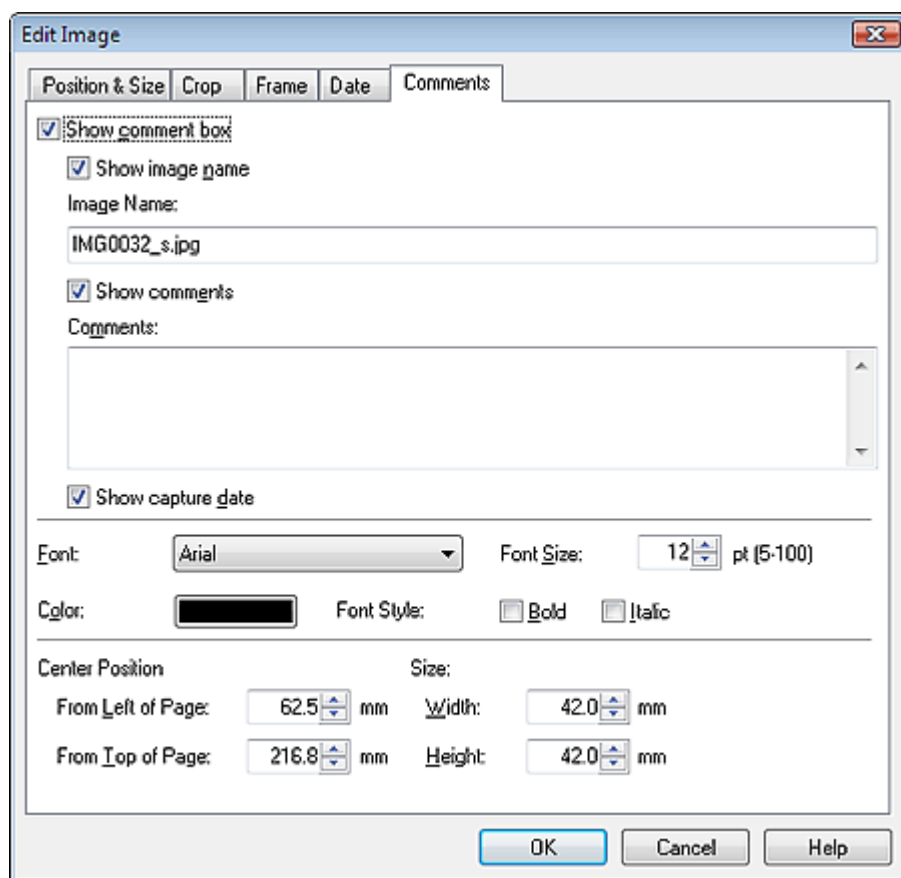 Edit Image
Position & Size Crop Frame Date Comments
Show comment box
Show image name
Image Name:
IMG0032_s.jpg
Show comments
Comments:
Show capture date
Font: Arial Font Size: 12 pt (5-100)
Color: Font Style: Bold Italic
Center Position Size:
From Left of Page: 62.5 mm Width: 42.0 mm
From Top of Page: 216.8 mm Height: 42.0 mm
OK Cancel Help